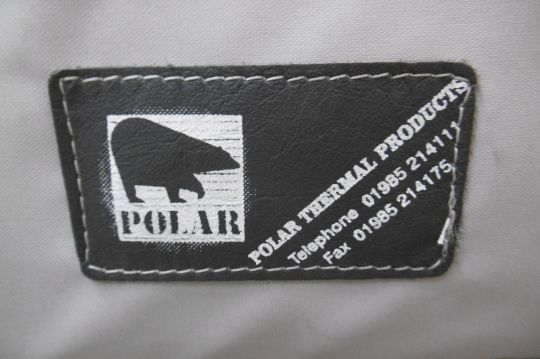 POLAR
POLAR THERMAL PRODUCTS
Telephone 01985 214111
Fax 01985 214175